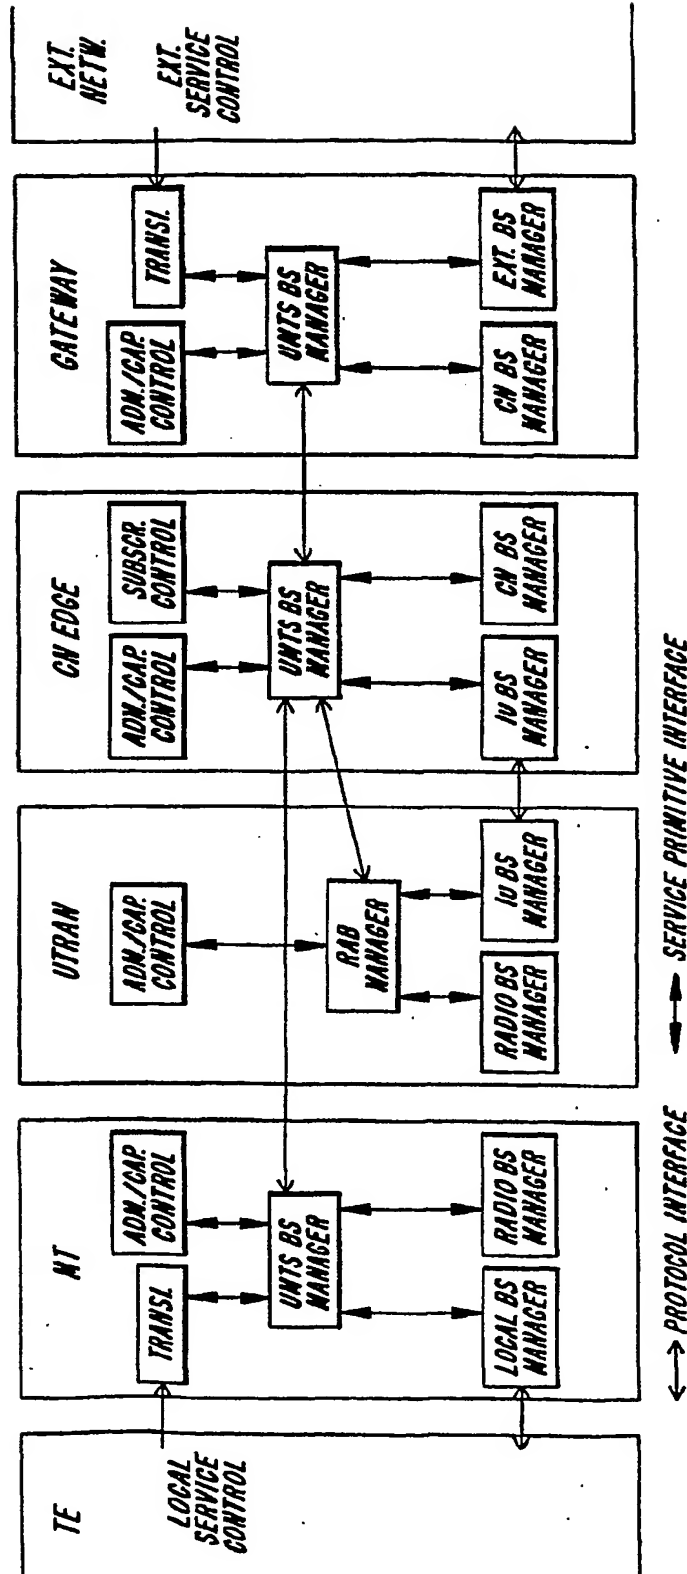 TE
LOCAL
SERVICE
CONTROL
MT
TRANSL
ADM./CAP.
CONTROL
UMTS BS
MANAGER
LOCAL BS
MANAGER
RADIO BS
MANAGER
UTRAN
ADM./CAP.
CONTROL
RAB
MANAGER
RADIO BS
MANAGER
IU BS
MANAGER
CN EDGE
ADM./CAP.
CONTROL
SUBSCR.
CONTROL
UMTS BS
MANAGER
IU BS
MANAGER
CN BS
MANAGER
GATEWAY
ADM./CAP.
CONTROL
TRANSL.
UMTS BS
MANAGER
CN BS
MANAGER
EXT. BS
MANAGER
EXT.
NETW.
EXT.
SERVICE
CONTROL
PROTOCOL INTERFACE
SERVICE PRIMITIVE INTERFACE